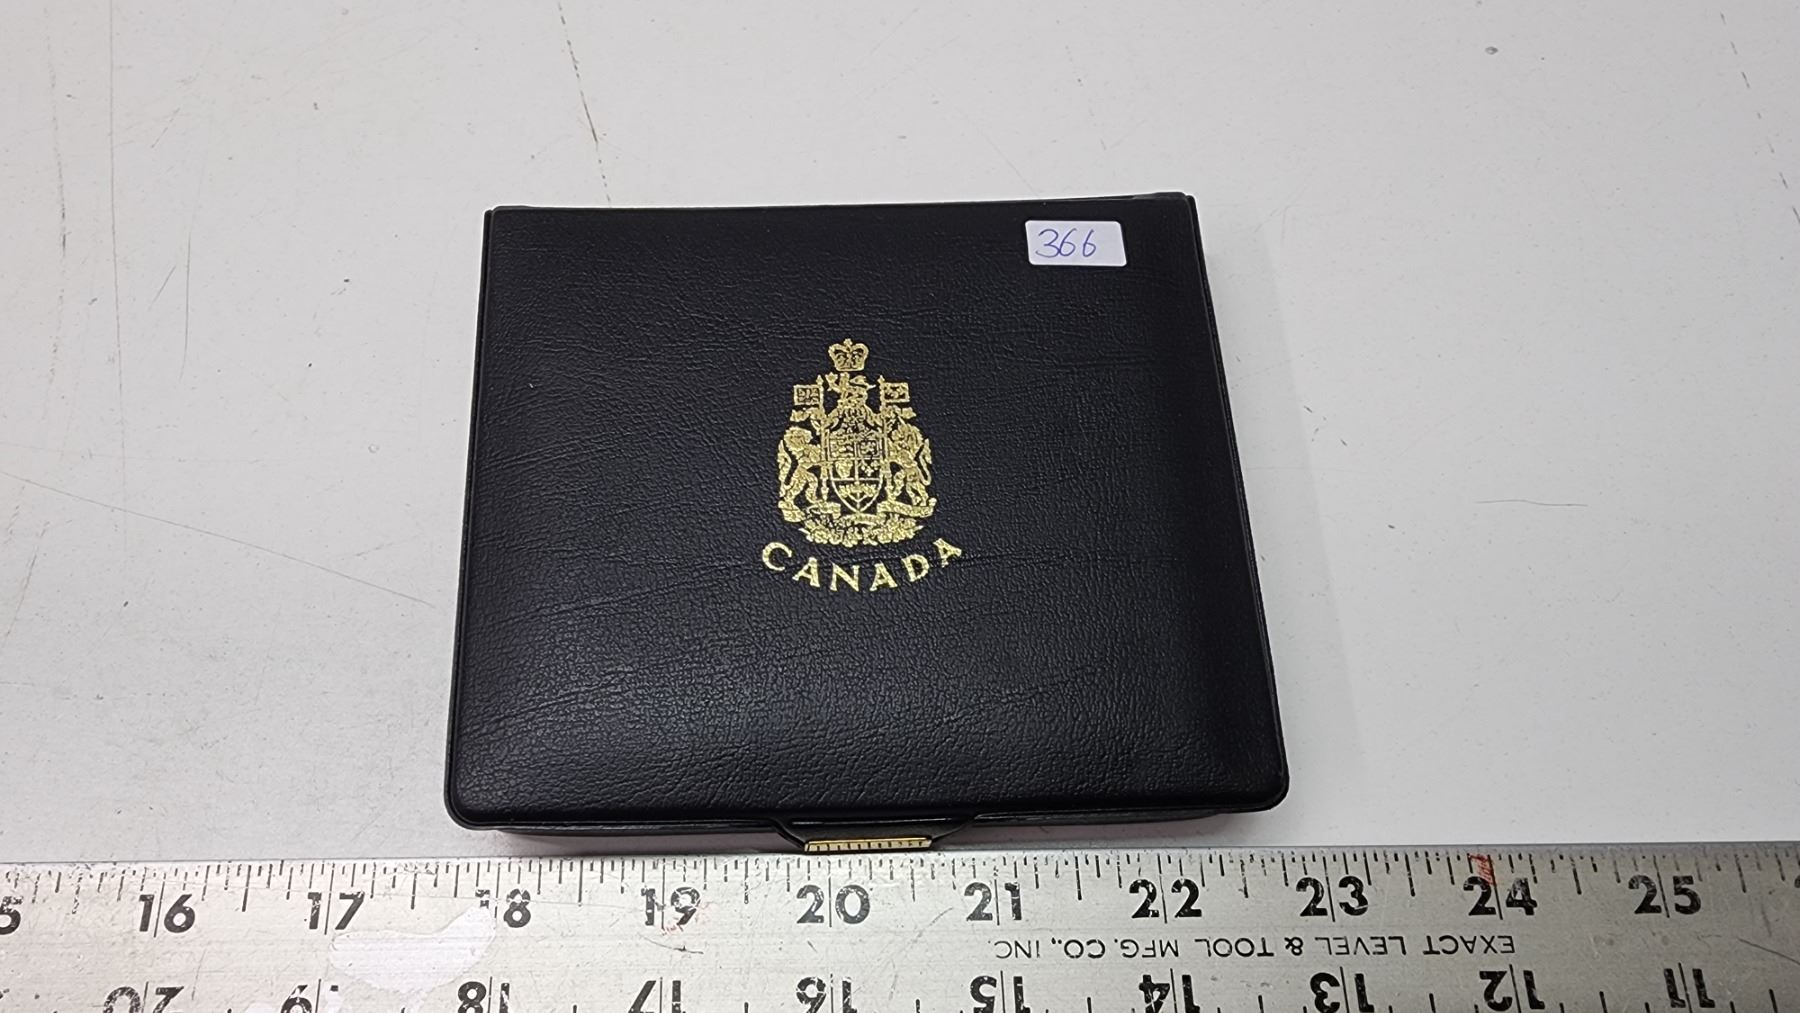 366
CANADA
5 16 17 18 19 20 21 22 23 24 25
EXACT LEVEL & TOOL MFG. CO., INC.
20 19 18 17 16 15 14 13 12 11